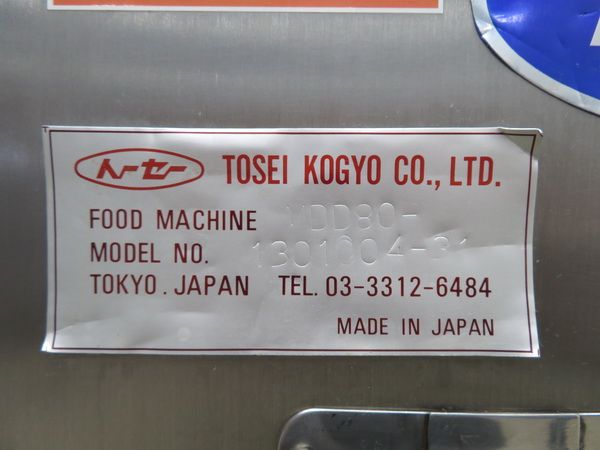 トーセー TOSEI KOGYO CO., LTD.
FOOD MACHINE MDD80-
MODEL NO. 1301004-31
TOKYO. JAPAN TEL. 03-3312-6484
MADE IN JAPAN